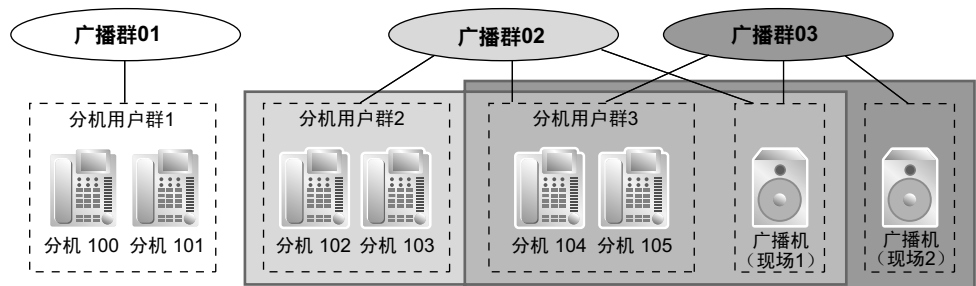 广播群01 广播群02 广播群03
分机用户群1 分机用户群2 分机用户群3
分机 100 分机 101 分机 102 分机 103 分机 104 分机 105 广播机 广播机
（现场1） （现场2）